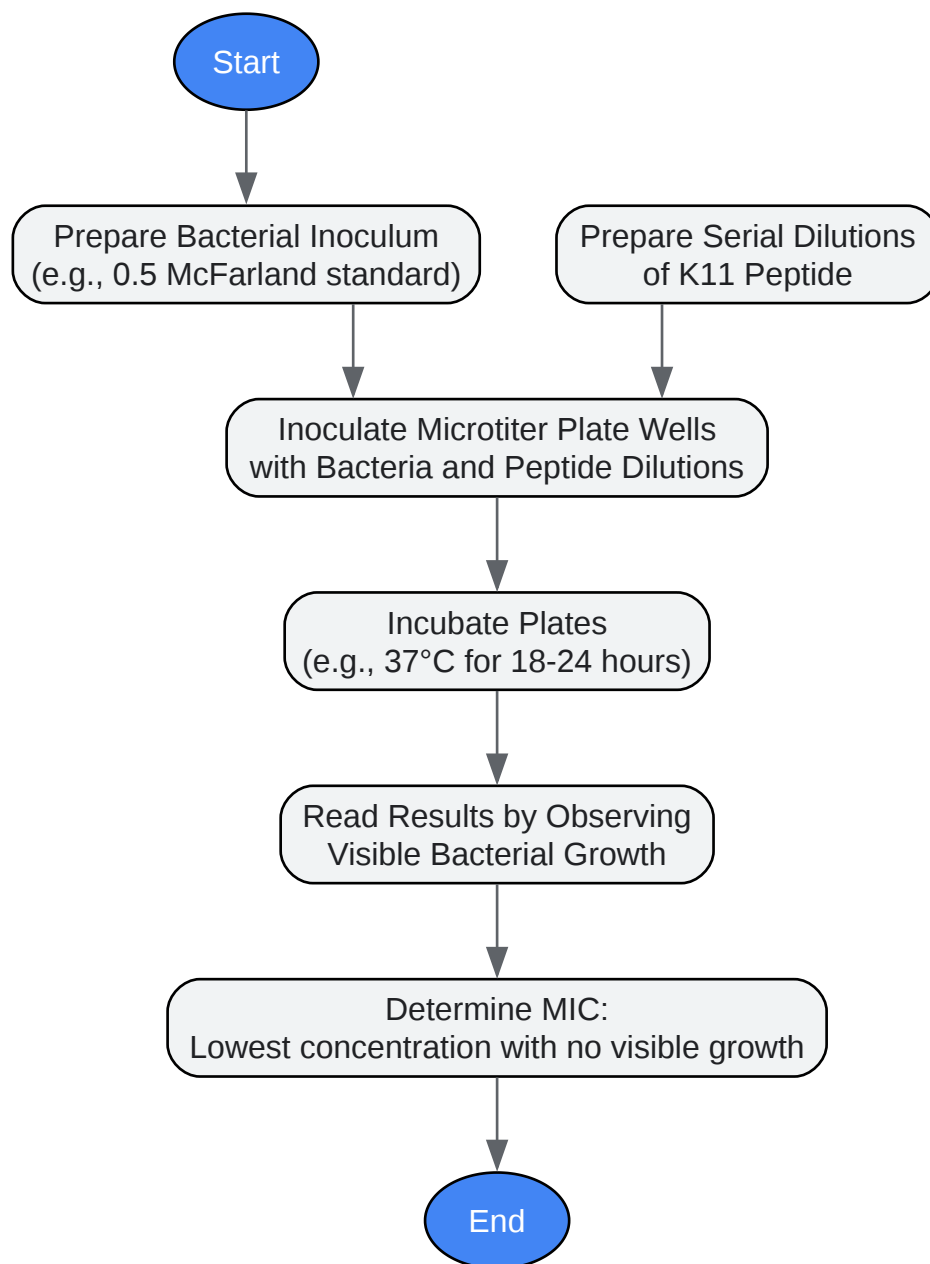 Start
Prepare Bacterial Inoculum
(e.g., 0.5 McFarland standard)
Prepare Serial Dilutions
of K11 Peptide
Inoculate Microtiter Plate Wells
with Bacteria and Peptide Dilutions
Incubate Plates
(e.g., 37°C for 18-24 hours)
Read Results by Observing
Visible Bacterial Growth
Determine MIC:
Lowest concentration with no visible growth
End